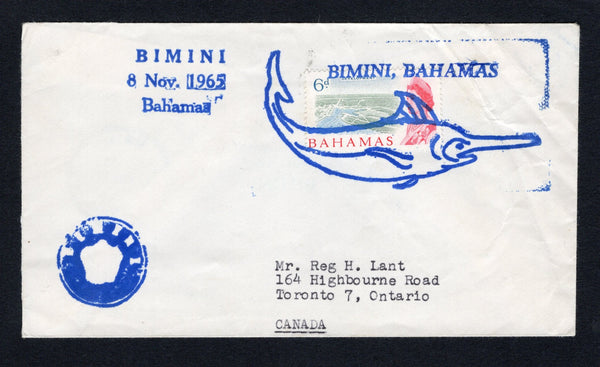 BIMINI
8 Nov. 1965
Bahamas
BIMINI, BAHAMAS
6d
BAHAMAS
Mr. Reg H. Lant
164 Highbourne Road
Toronto 7, Ontario
CANADA